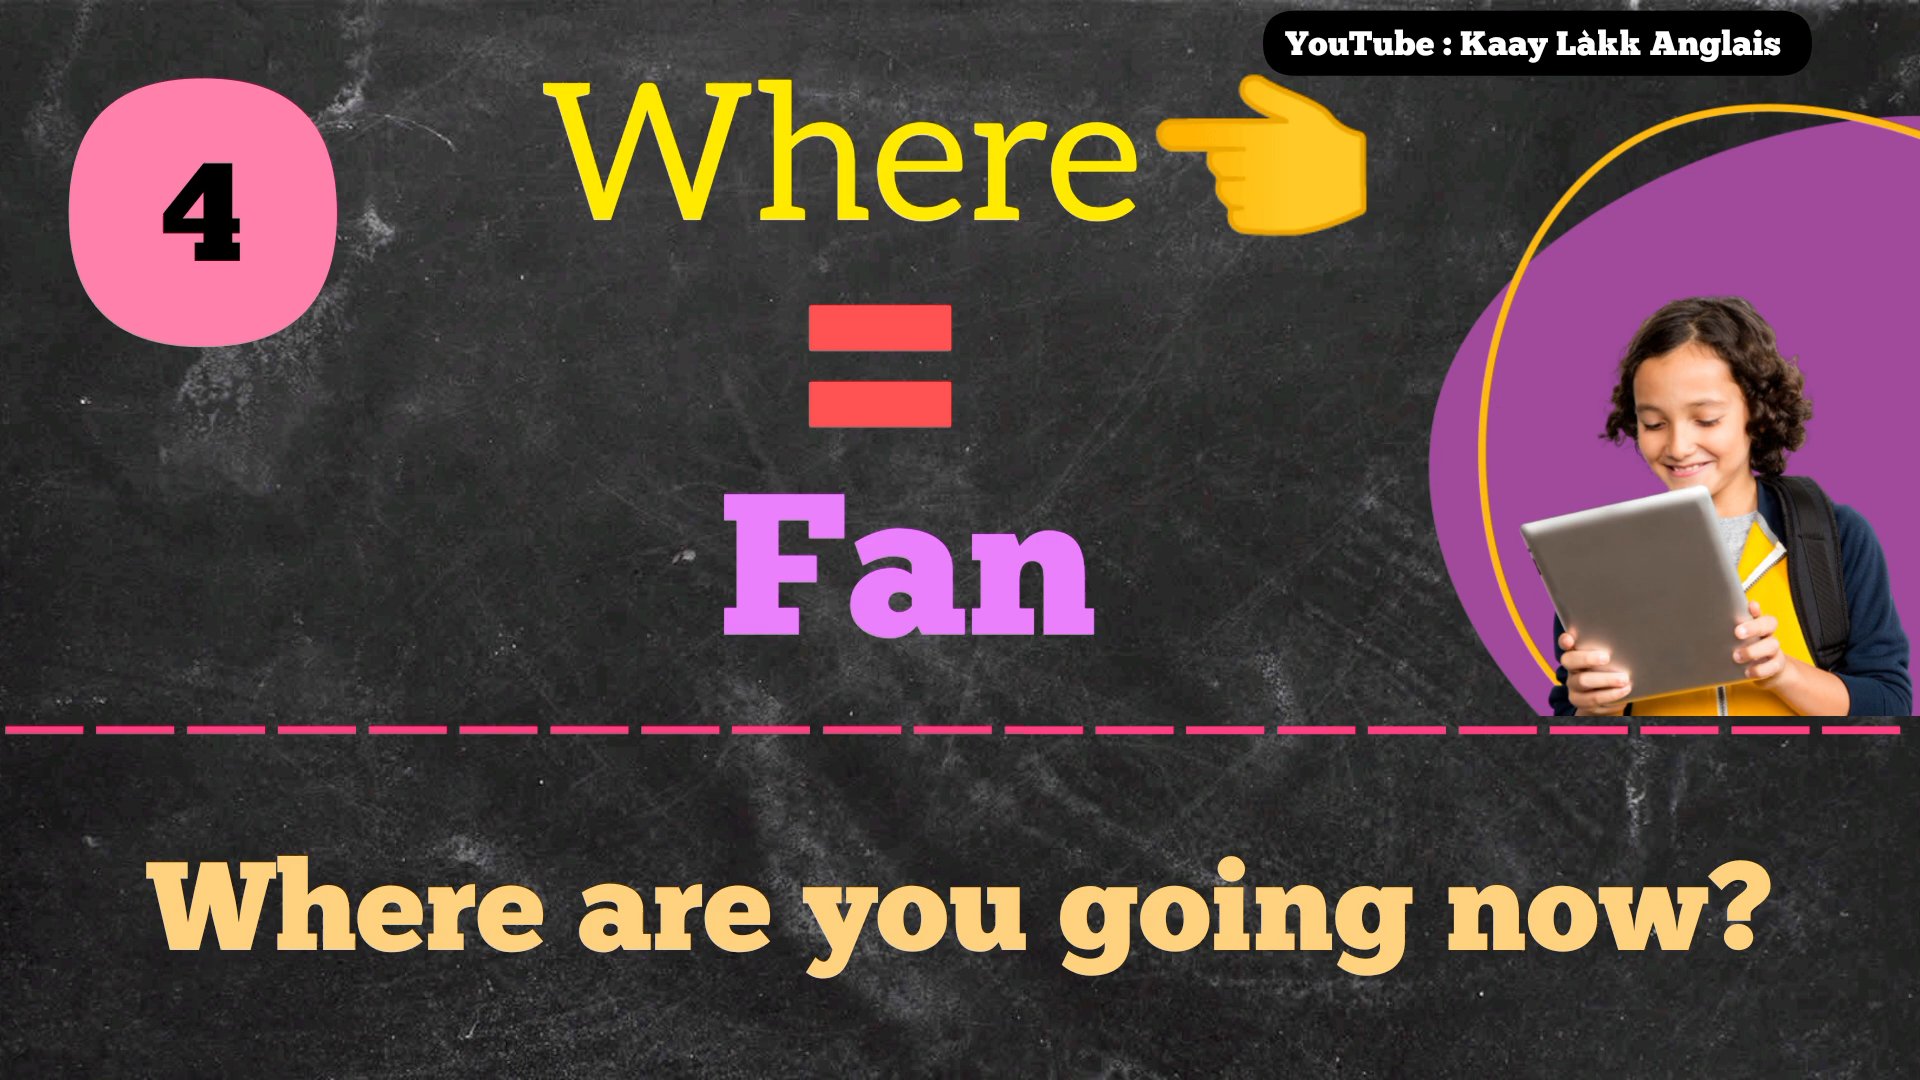 YouTube : Kaay Làkk Anglais
4
Where
=
Fan
Where are you going now?